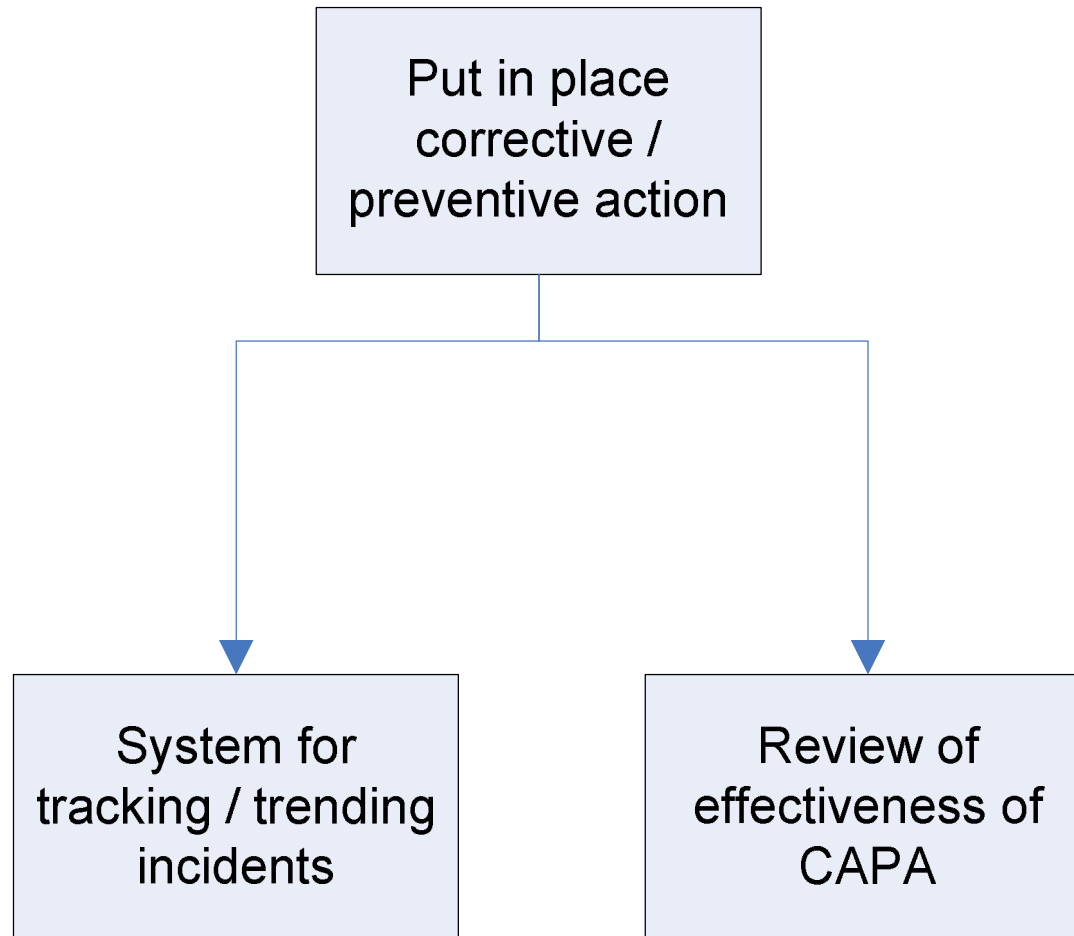 Put in place
corrective /
preventive action
System for
tracking / trending
incidents
Review of
effectiveness of
CAPA